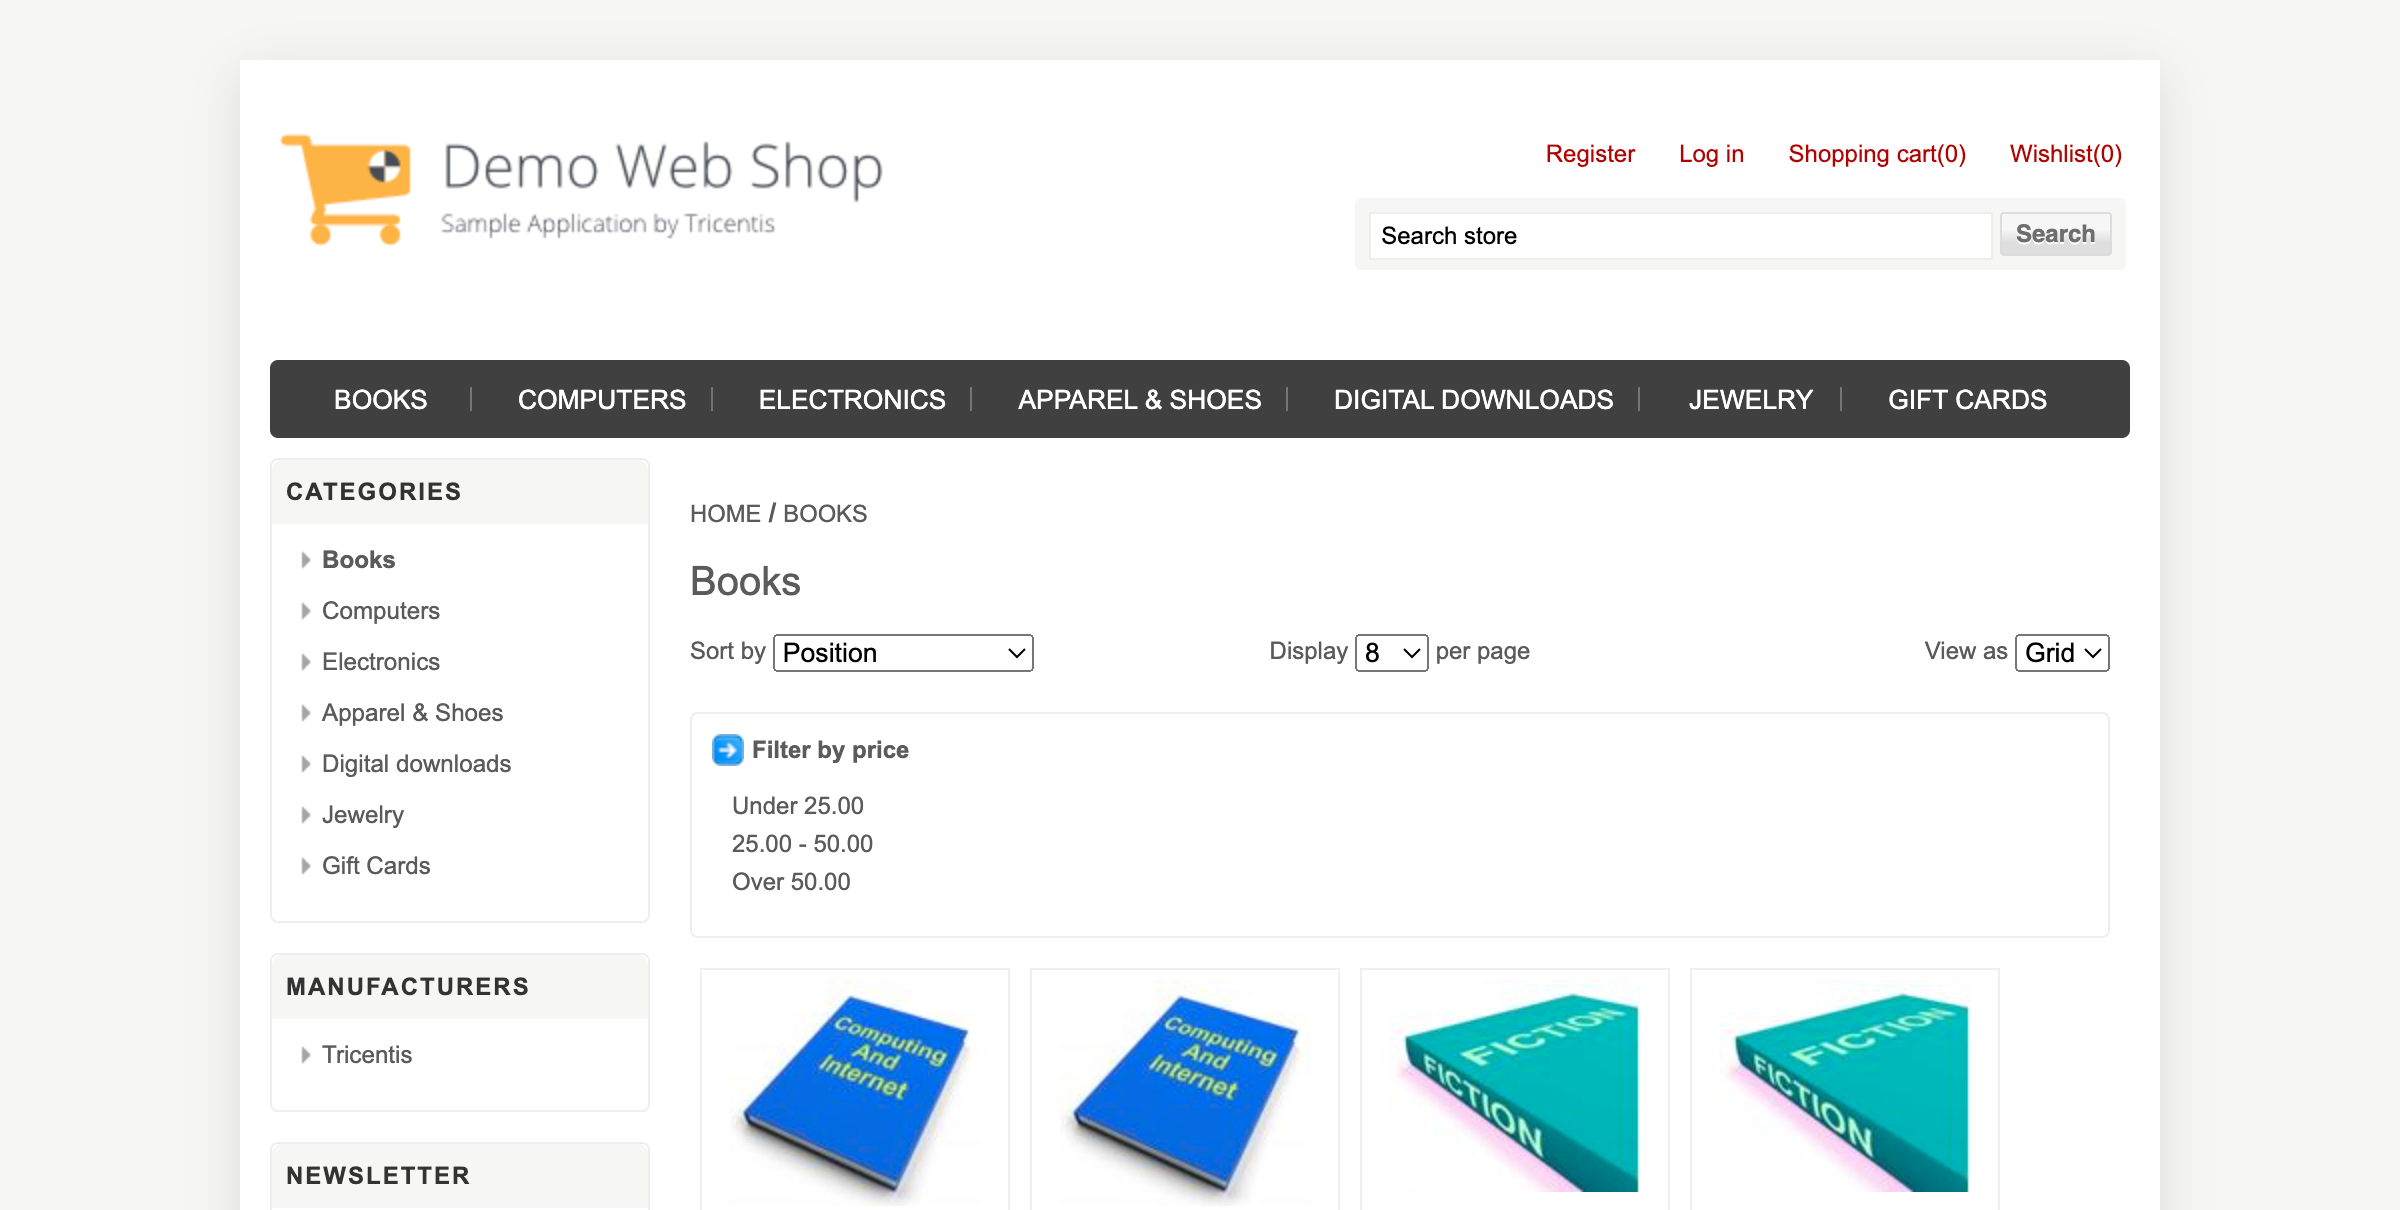 Demo Web Shop
Sample Application by Tricentis
Register Log in Shopping cart(0) Wishlist(0)
Search store Search
BOOKS COMPUTERS ELECTRONICS APPAREL & SHOES DIGITAL DOWNLOADS JEWELRY GIFT CARDS
CATEGORIES
Books
Computers
Electronics
Apparel & Shoes
Digital downloads
Jewelry
Gift Cards
MANUFACTURERS
Tricentis
NEWSLETTER
HOME / BOOKS
Books
Sort by Position Display 8 per page View as Grid
Filter by price
Under 25.00
25.00 - 50.00
Over 50.00
Computing
And
Internet
Computing
And
Internet
FICTION
FICTION
FICTION
FICTION